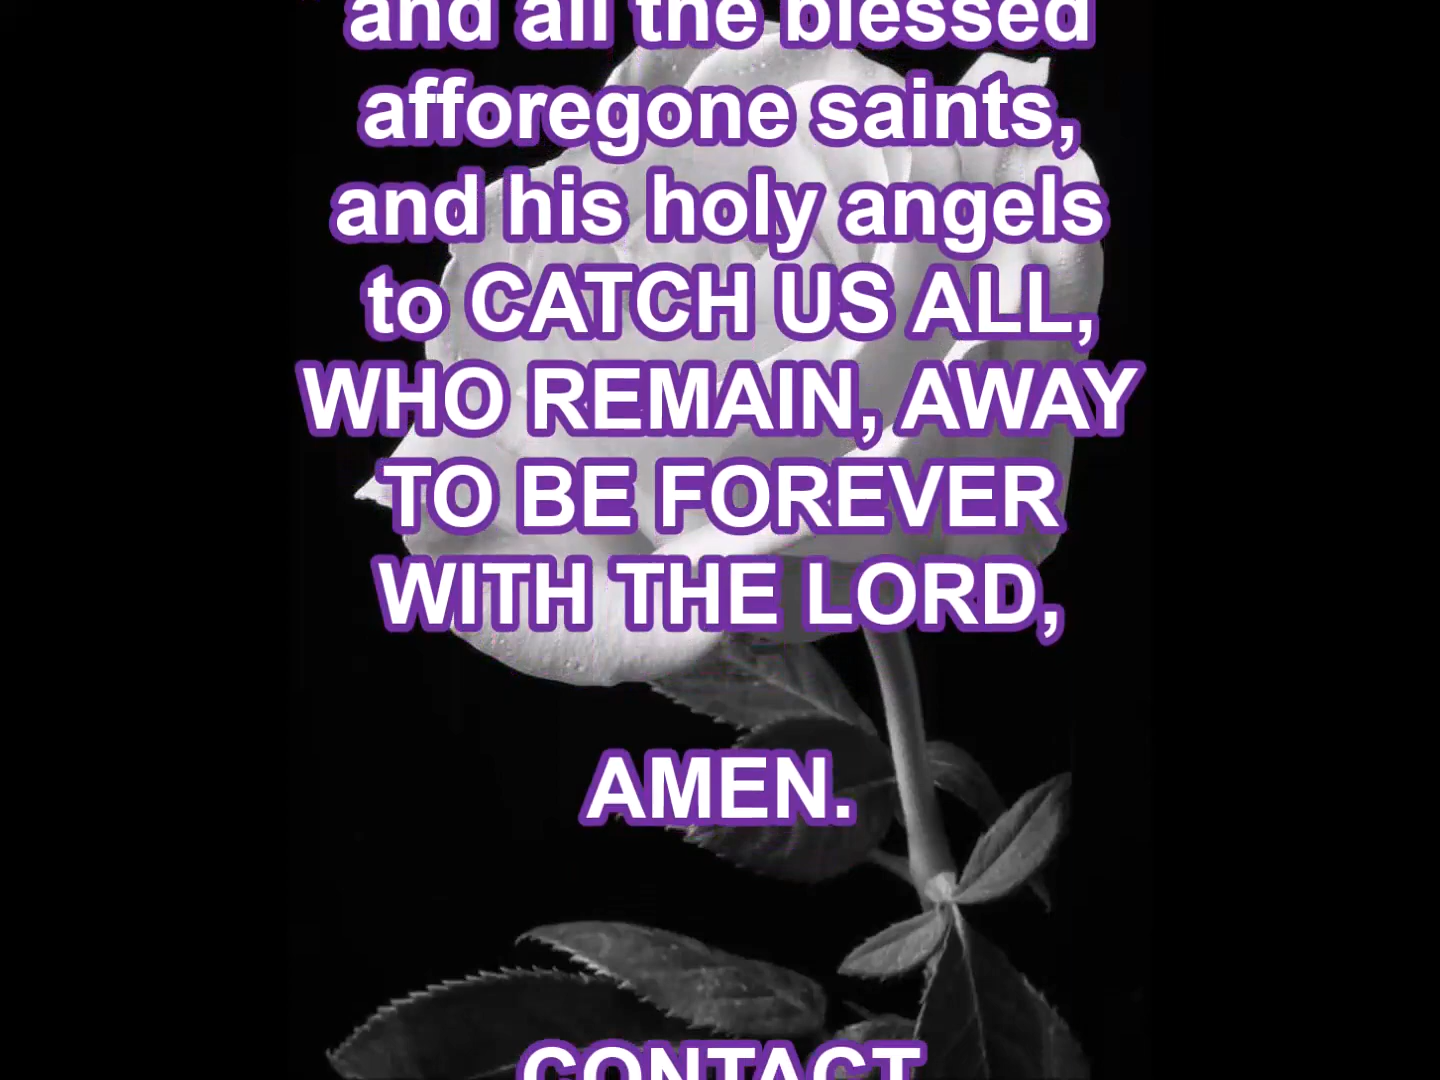 and all the blessed
afforegone saints,
and his holy angels
to CATCH US ALL,
WHO REMAIN, AWAY
TO BE FOREVER
WITH THE LORD,
AMEN.
CONTACT